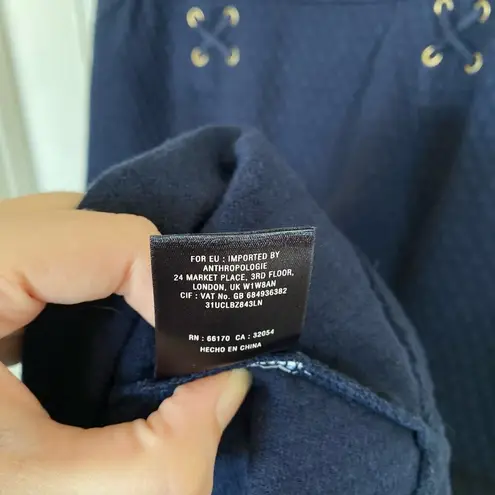 FOR EU : IMPORTED BY
ANTHROPOLOGIE
24 MARKET PLACE, 3RD FLOOR,
LONDON, UK W1W8AN
CIF : VAT No. GB 684936382
31UCLBZ843LN
RN : 66170 CA : 32054
HECHO EN CHINA